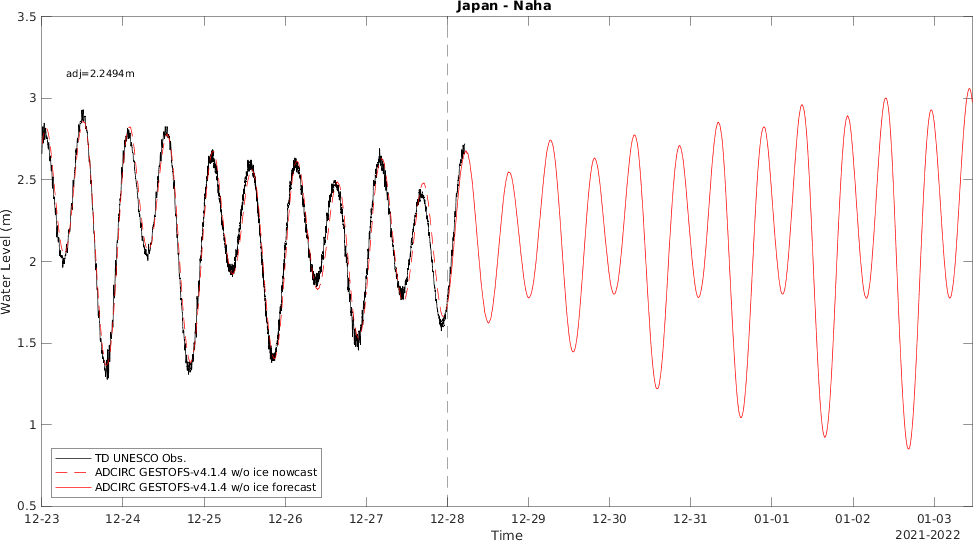 Japan - Naha
3.5
adj=2.2494m
3
2.5
2
1.5
1
0.5
Water Level (m)
TD UNESCO Obs.
ADCIRC GESTOFS-v4.1.4 w/o ice nowcast
ADCIRC GESTOFS-v4.1.4 w/o ice forecast
12-23 12-24 12-25 12-26 12-27 12-28 12-29 12-30 12-31 01-01 01-02 01-03
Time
2021-2022